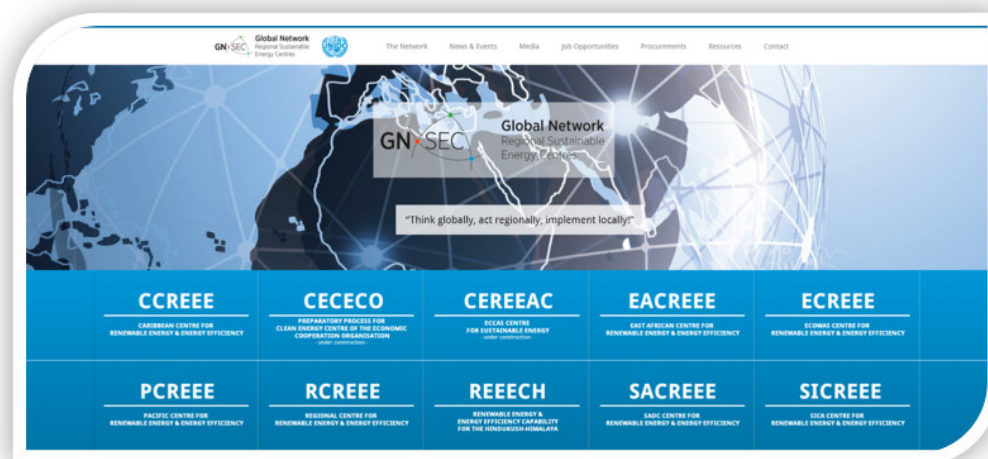 GN SEC
Global Network
Regional Sustainable
Energy Centres
UNIDO
The Network News & Events Media Job Opportunities Procurements Resources Contact
GN SEC
Global Network
Regional Sustainable
Energy Centres
“Think globally, act regionally, implement locally!”
CCREEE
CARIBBEAN CENTRE FOR
RENEWABLE ENERGY & ENERGY EFFICIENCY
CECECO
PREPARATORY PROCESS FOR
CLEAN ENERGY CENTRE OF THE ECONOMIC
COOPERATION ORGANISATION
- under construction -
CEREEAC
ECCAS CENTRE
FOR SUSTAINABLE ENERGY
- under construction -
EACREEE
EAST AFRICAN CENTRE FOR
RENEWABLE ENERGY & ENERGY EFFICIENCY
ECREEE
ECOWAS CENTRE FOR
RENEWABLE ENERGY & ENERGY EFFICIENCY
PCREEE
PACIFIC CENTRE FOR
RENEWABLE ENERGY & ENERGY EFFICIENCY
RCREEE
REGIONAL CENTRE FOR
RENEWABLE ENERGY & ENERGY EFFICIENCY
REEECH
RENEWABLE ENERGY &
ENERGY EFFICIENCY CAPABILITY
FOR THE HINDUKUSH-HIMALAYA
SACREEE
SADC CENTRE FOR
RENEWABLE ENERGY & ENERGY EFFICIENCY
SICREEE
SICA CENTRE FOR
RENEWABLE ENERGY & ENERGY EFFICIENCY